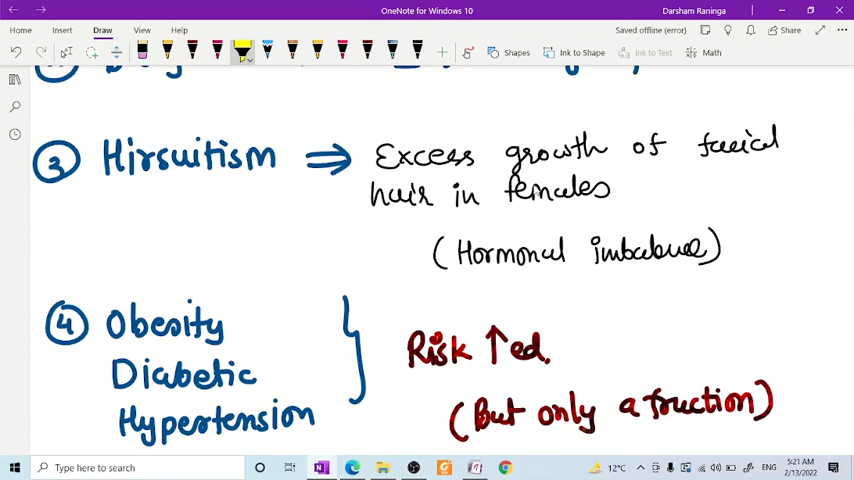 OneNote for Windows 10
Darsham Raninga
Home Insert Draw View Help
Saved offline (error)
Share
Shapes
Ink to Shape
Ink to Text
Math
3 Hirsuitism ⇒ Excess growth of facial
hair in females
(Hormonal imbalance)
4 Obesity
Diabetic
Hypertension
Risk ↑ed.
(But only a fraction)
Type here to search
12°C
ENG
5:21 AM
2/13/2022